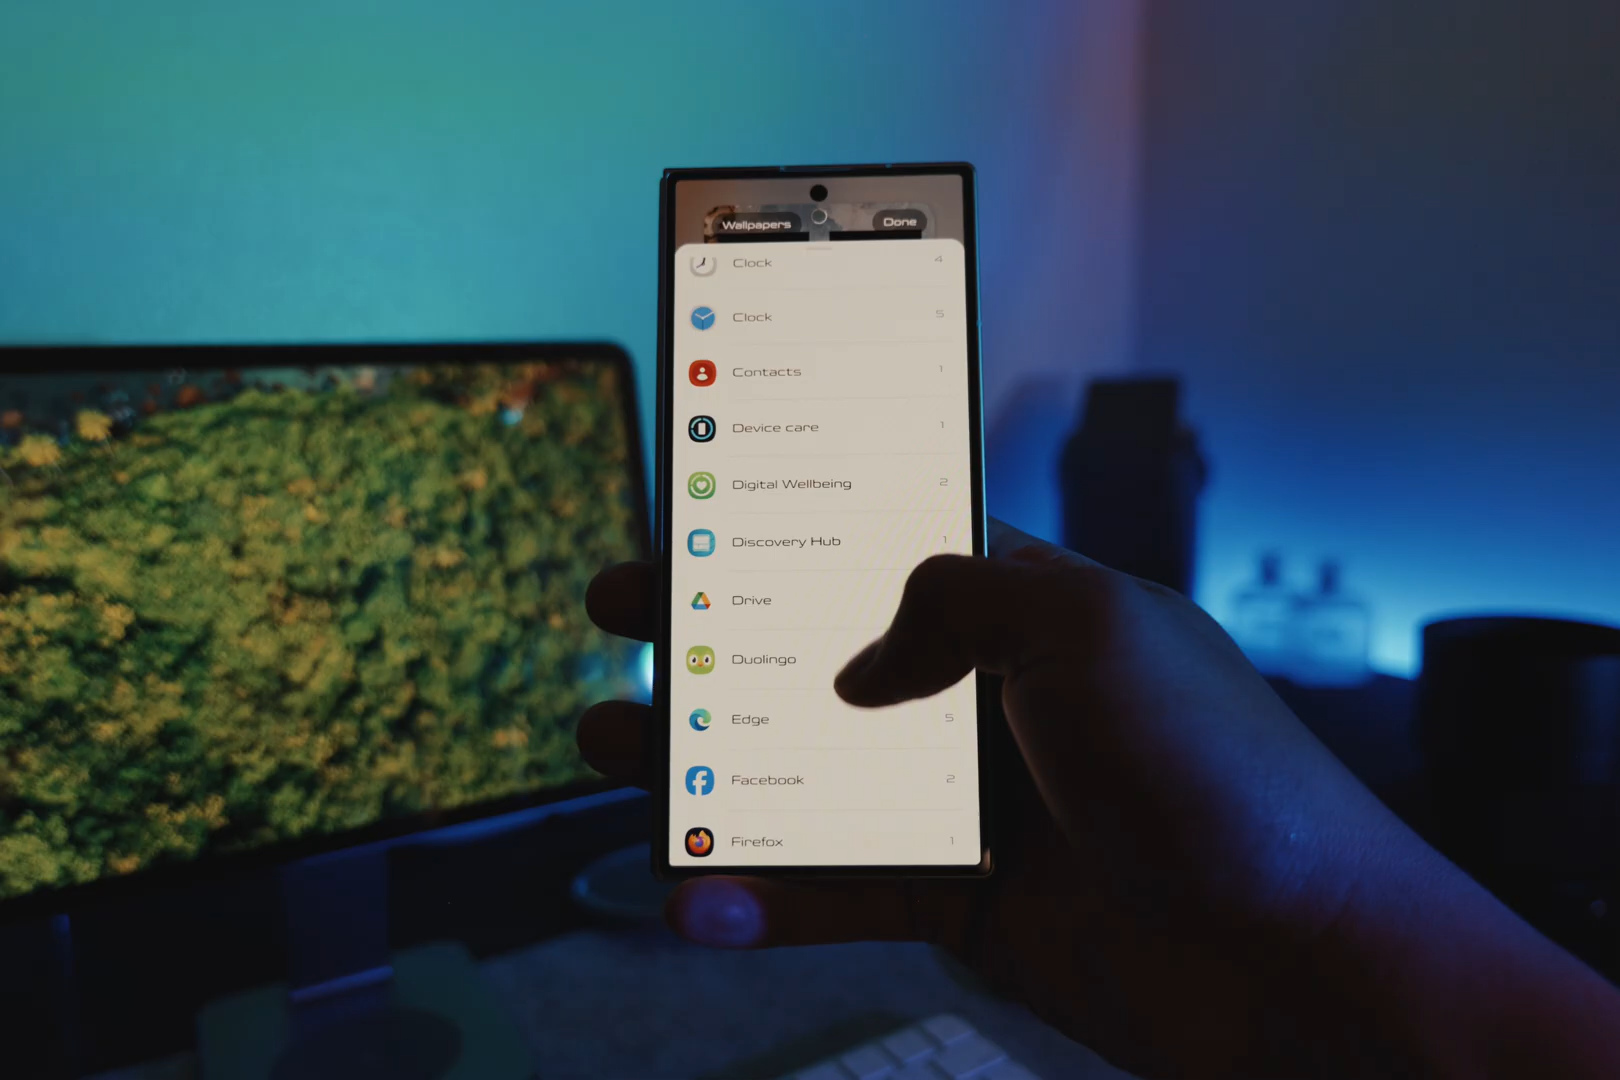 Wallpapers Done
Clock 4
Clock 5
Contacts 1
Device care 1
Digital Wellbeing 2
Discovery Hub 1
Drive
Duolingo
Edge 5
Facebook 2
Firefox 1